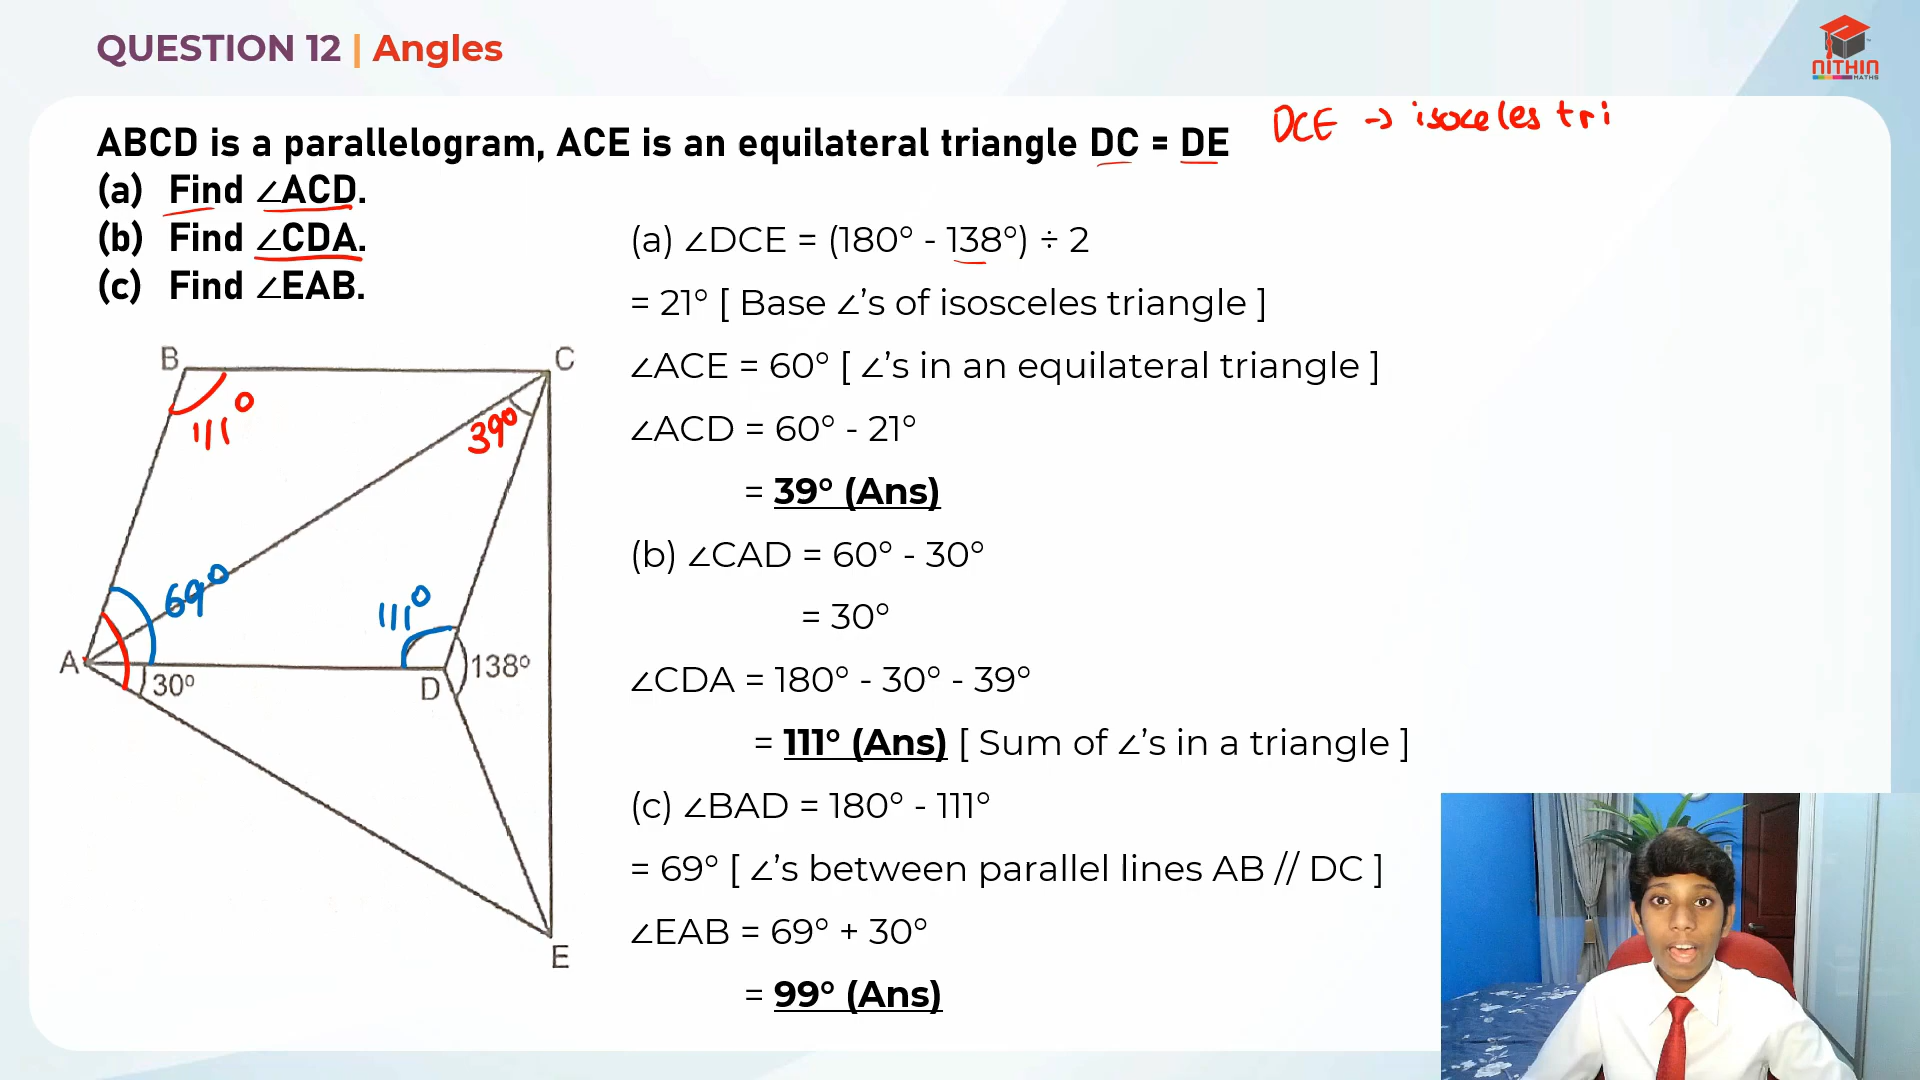 QUESTION 12 | Angles
NITHIN
MATHS
DCE → isosceles tri
ABCD is a parallelogram, ACE is an equilateral triangle DC = DE
(a) Find ∠ACD.
(b) Find ∠CDA.
(c) Find ∠EAB.
(a) ∠DCE = (180° - 138°) ÷ 2
= 21° [ Base ∠’s of isosceles triangle ]
∠ACE = 60° [ ∠’s in an equilateral triangle ]
∠ACD = 60° - 21°
= 39° (Ans)
(b) ∠CAD = 60° - 30°
= 30°
∠CDA = 180° - 30° - 39°
= 111° (Ans) [ Sum of ∠’s in a triangle ]
(c) ∠BAD = 180° - 111°
= 69° [ ∠’s between parallel lines AB // DC ]
∠EAB = 69° + 30°
= 99° (Ans)
B
C
111°
39°
69°
111°
A
30°
D
138°
E